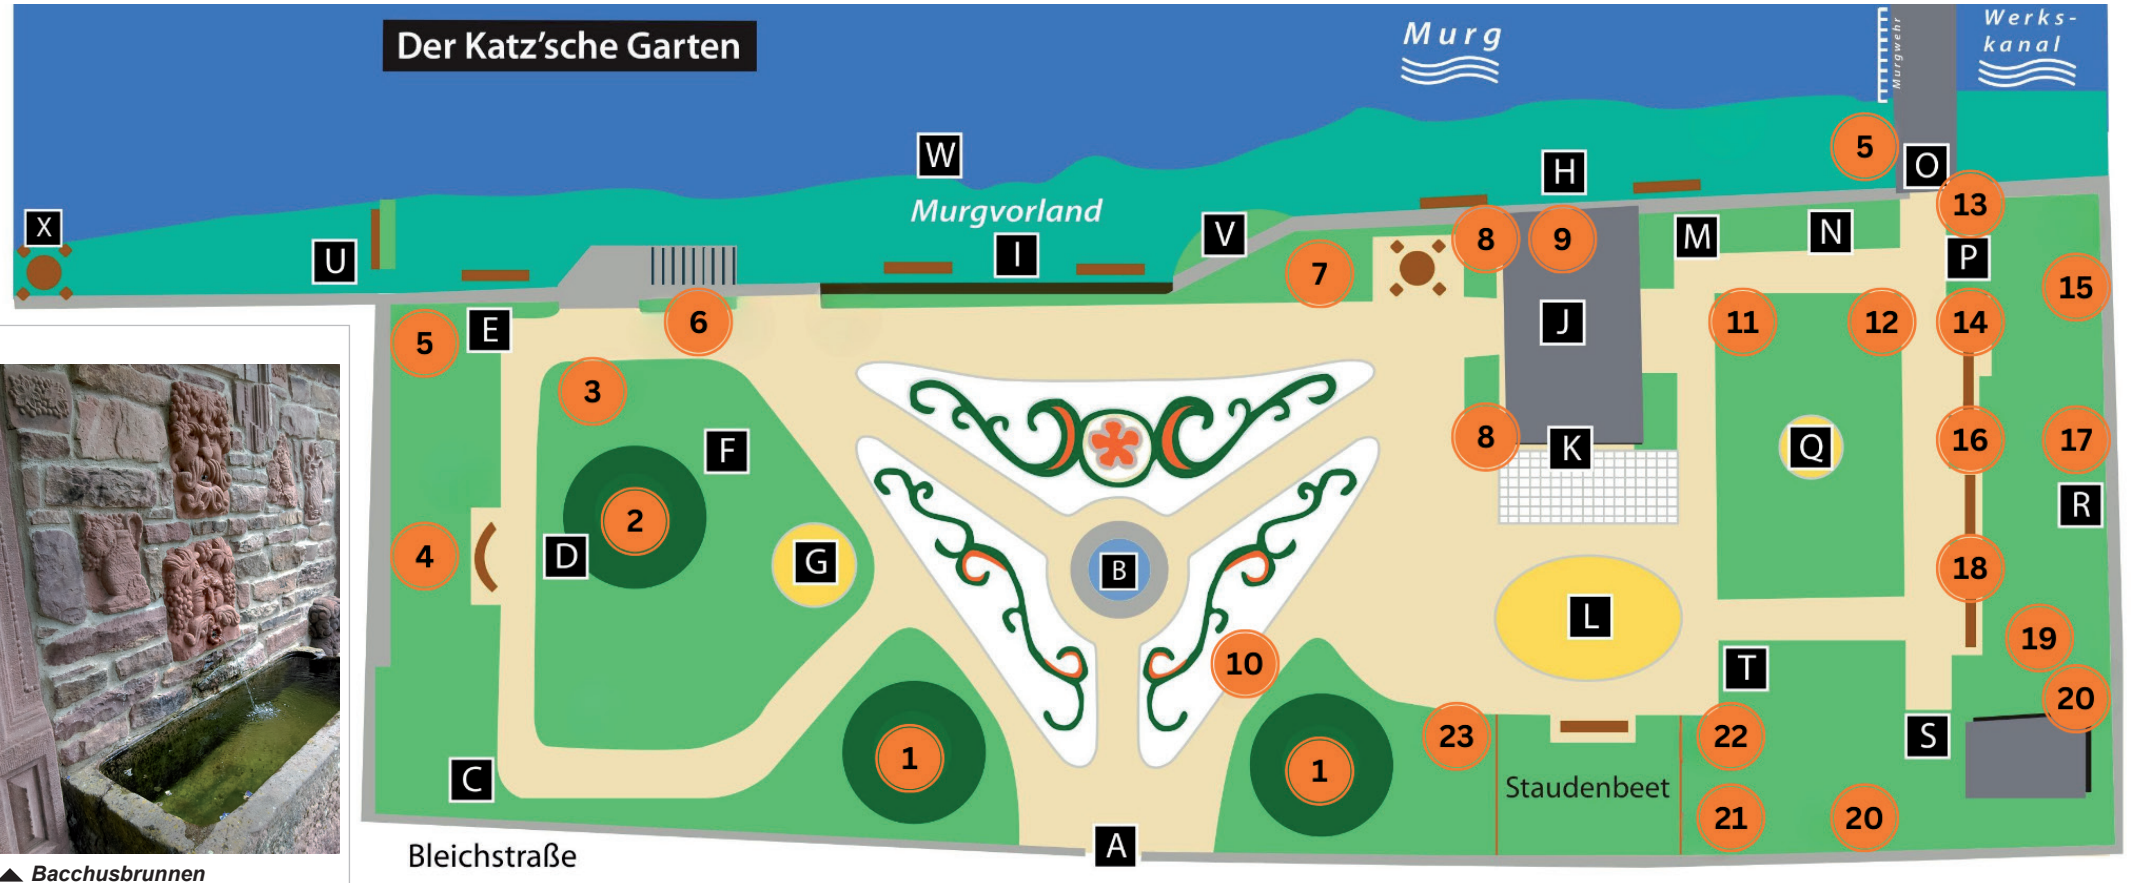 Der Katz'sche Garten
Murg
Murgwehr
Werks-
kanal
5
O
W
H
13
X
U
Murgvorland
I
V
8
9
M
N
P
7
15
5
E
6
J
11
12
14
3
F
8
K
Q
16
17
R
4
D
2
G
B
L
18
10
T
19
20
C
1
1
23
22
S
Staudenbeet
21
20
A
Bleichstraße
▲ Bacchusbrunnen